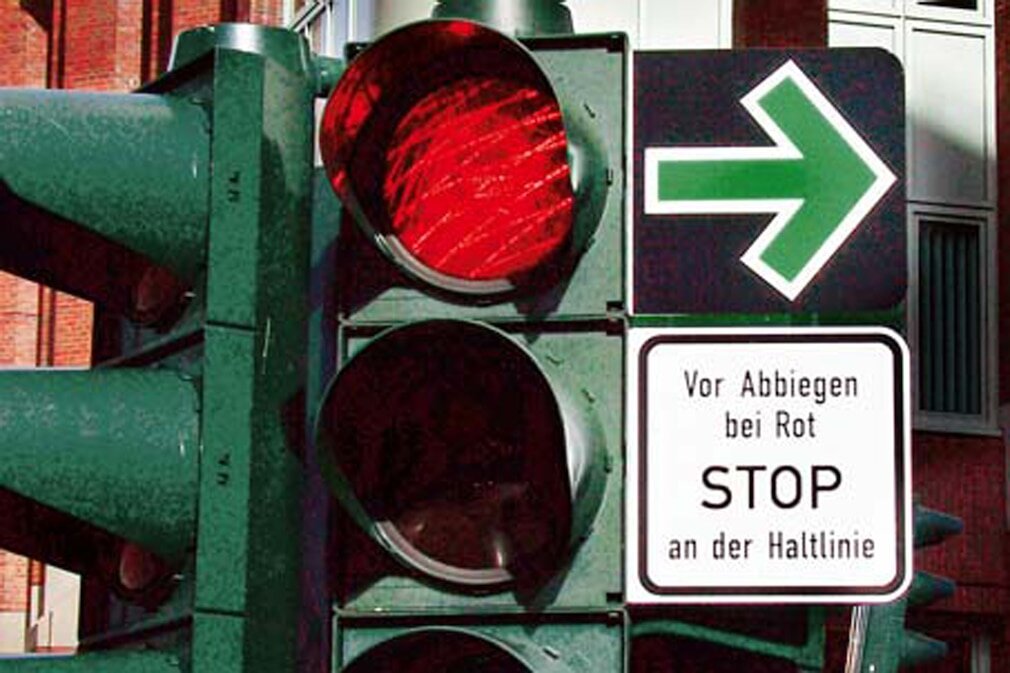 Vor Abbiegen
bei Rot
STOP
an der Haltlinie